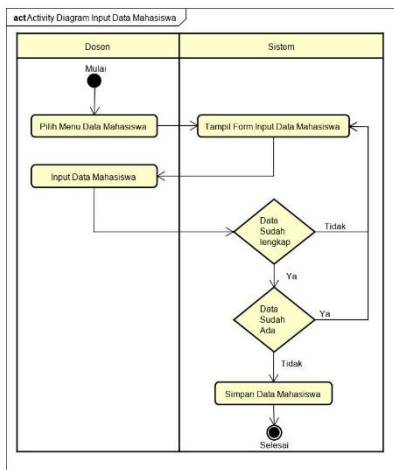 act Activity Diagram Input Data Mahasiswa
Dosen
Sistem
Mulai
Pilih Menu Data Mahasiswa
Tampil Form Input Data Mahasiswa
Input Data Mahasiswa
Data
Sudah
lengkap
Tidak
Ya
Data
Sudah
Ada
Ya
Tidak
Simpan Data Mahasiswa
Selesai